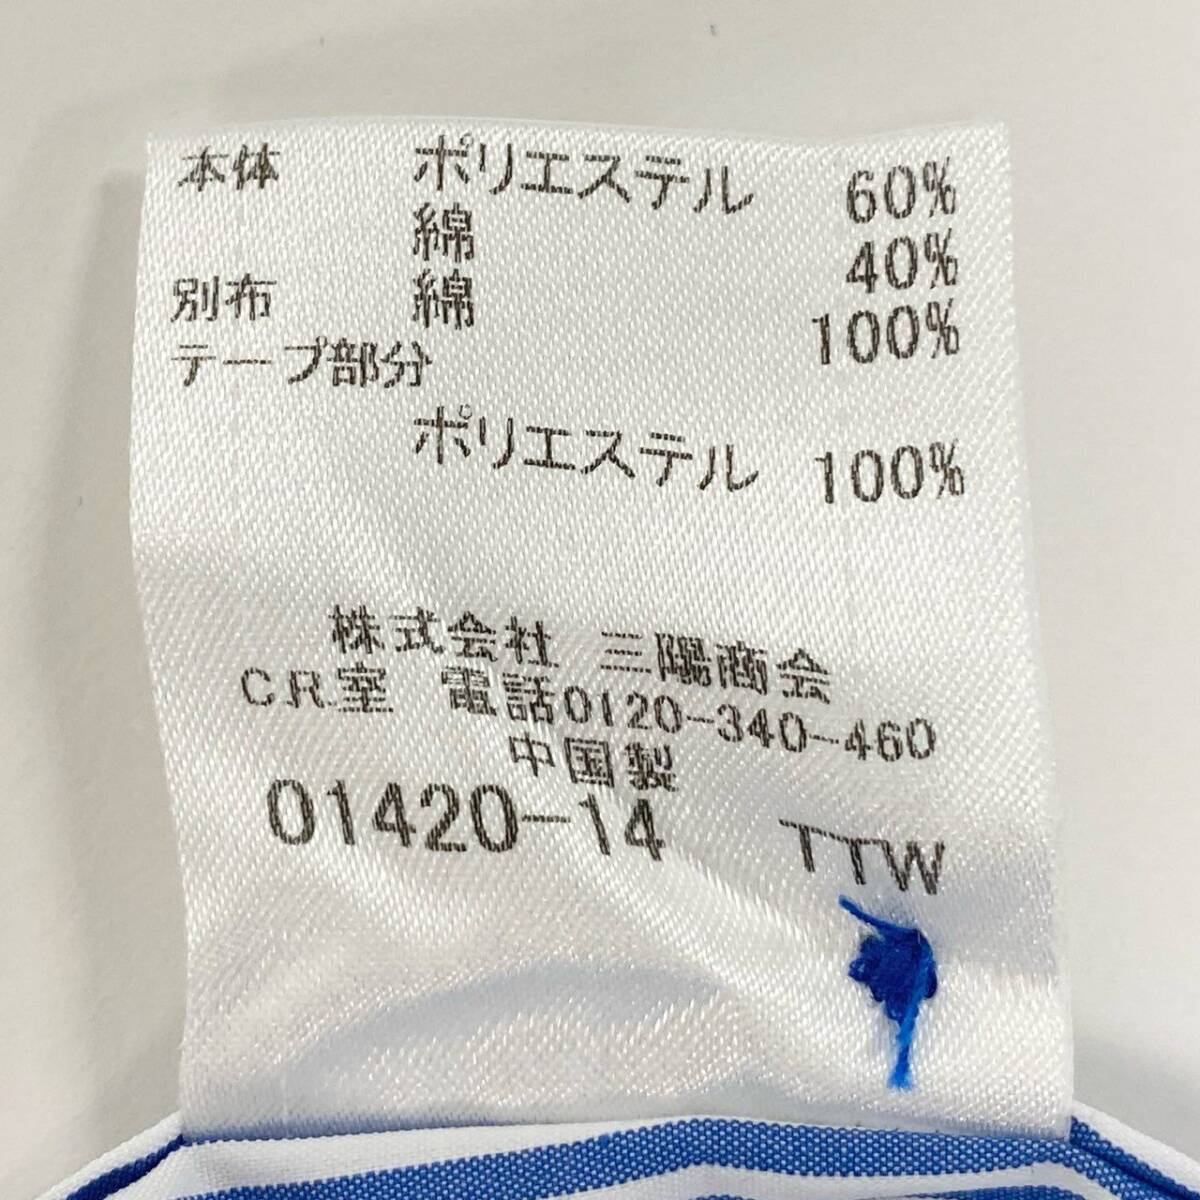 本体 ポリエステル 60%
綿 40%
別布 綿 100%
テープ部分
ポリエステル 100%
株式会社 三陽商会
C.R.室 電話0120-340-460
中国製
01420-14 TTW